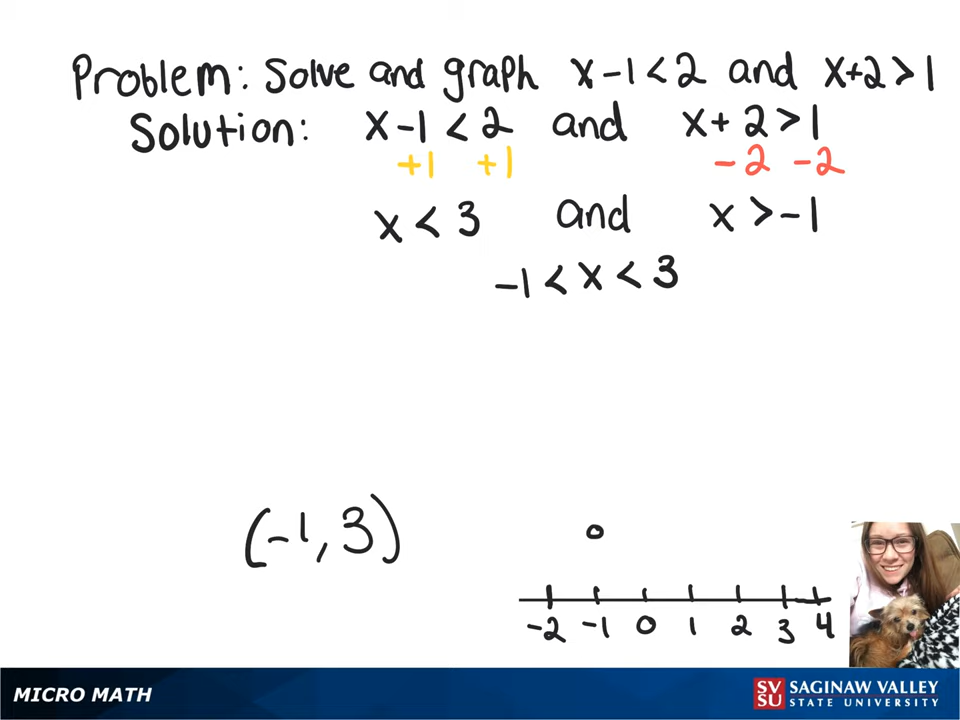 Problem: Solve and graph x-1<2 and x+2>1
Solution: x-1<2 and x+2>1
+1 +1 -2 -2
x<3 and x>-1
-1<x<3
(-1,3)
-2 -1 0 1 2 3 4
MICRO MATH
SV SU SAGINAW VALLEY
STATE UNIVERSITY